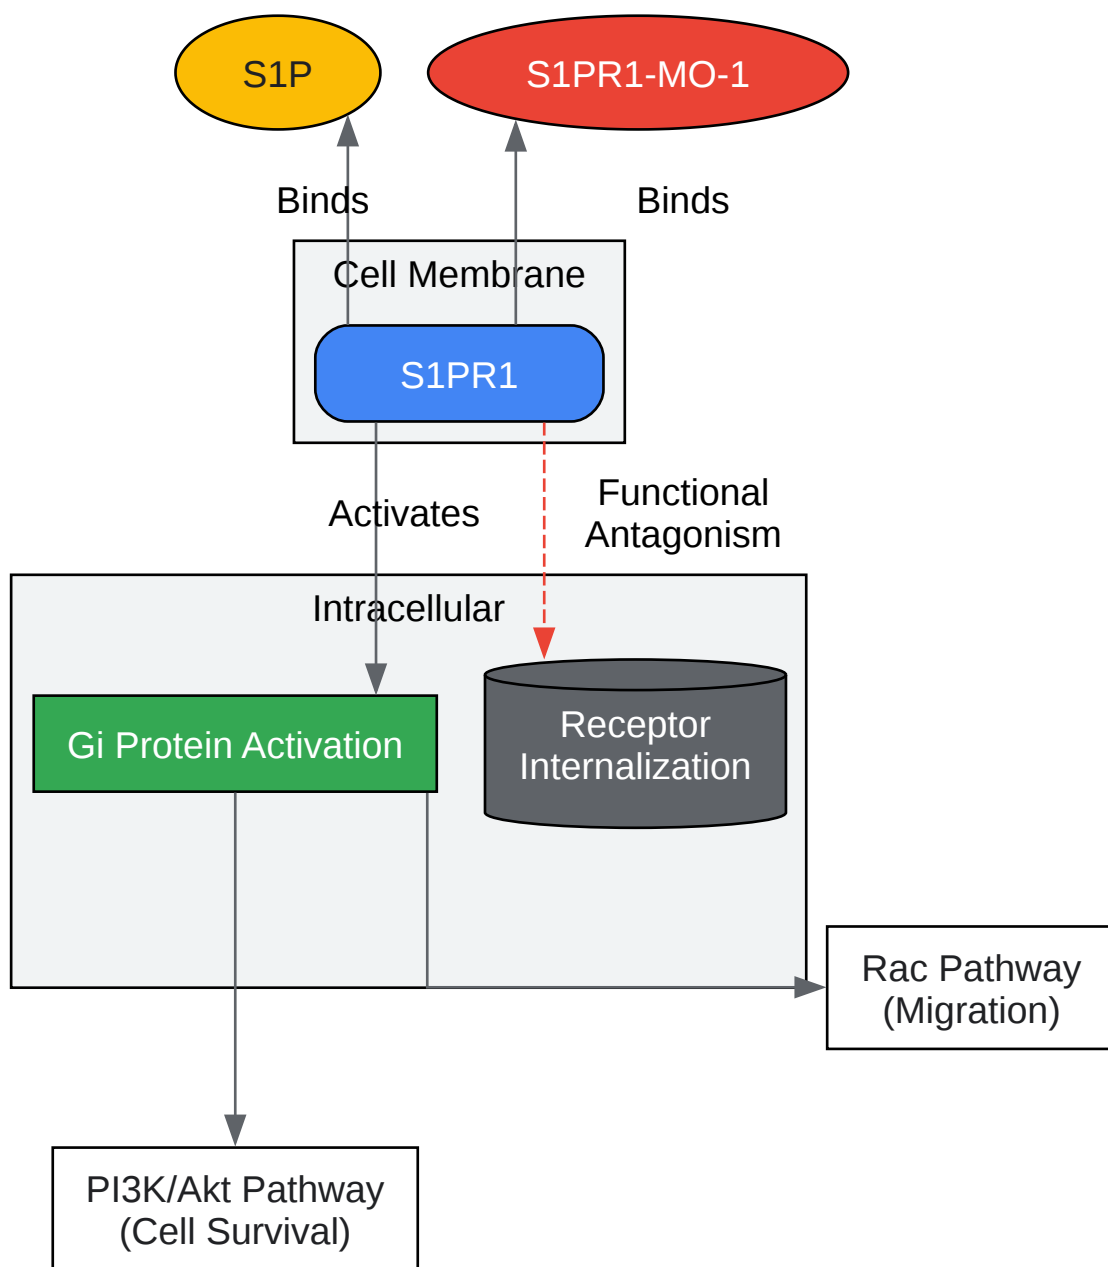 S1P
S1PR1-MO-1
Binds
Binds
Cell Membrane
S1PR1
Activates
Functional
Antagonism
Intracellular
Gi Protein Activation
Receptor
Internalization
Rac Pathway
(Migration)
PI3K/Akt Pathway
(Cell Survival)